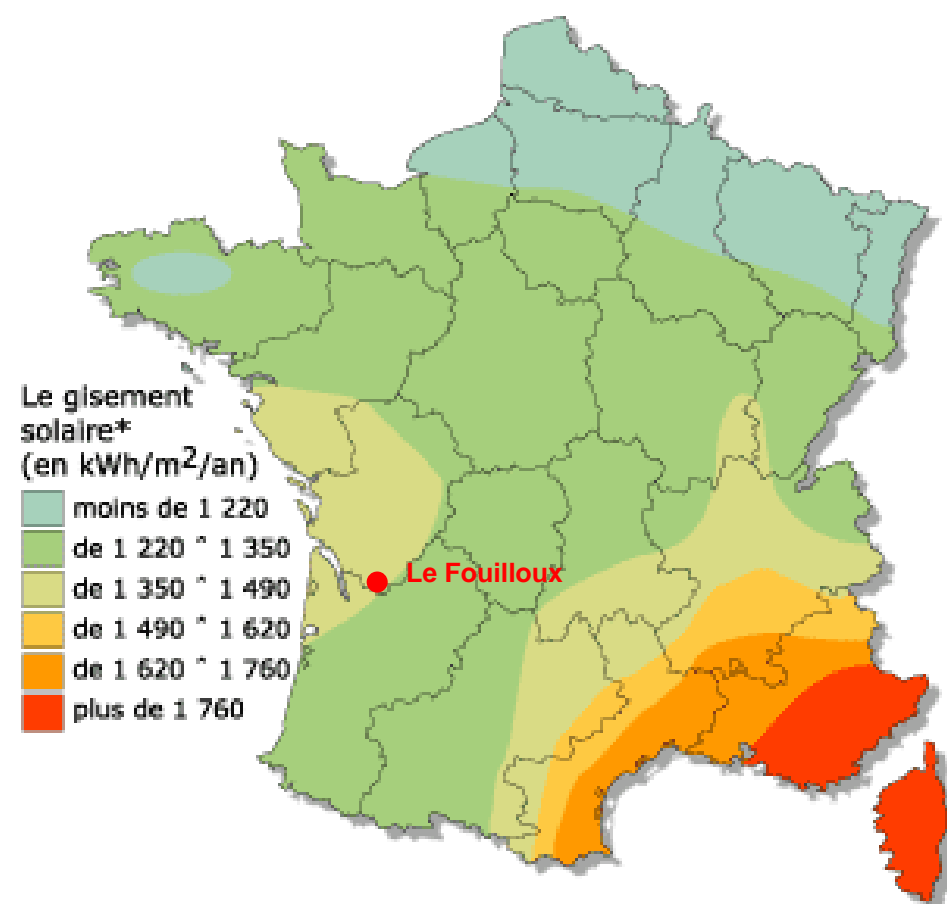 Le gisement
solaire*
(en kWh/m2/an)
moins de 1 220
de 1 220 ^ 1 350
de 1 350 ^ 1 490
de 1 490 ^ 1 620
de 1 620 ^ 1 760
plus de 1 760
Le Fouilloux